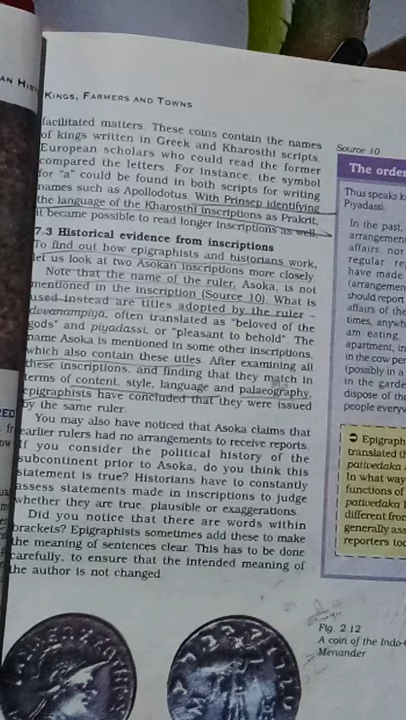 KINGS, FARMERS AND TOWNS
facilitated matters. These coins contain the names
of kings written in Greek and Kharosthi scripts.
European scholars who could read the former
compared the letters. For instance, the symbol
for "a" could be found in both scripts for writing
names such as Apollodotus. With Prinsep identifying
the language of the Kharosthi inscriptions as Prakrit,
it became possible to read longer inscriptions as well.
7.3 Historical evidence from inscriptions
To find out how epigraphists and historians work,
let us look at two Asokan inscriptions more closely.
Note that the name of the ruler, Asoka, is not
mentioned in the inscription (Source 10). What is
used instead are titles adopted by the ruler –
devanampiya, often translated as "beloved of the
gods" and piyadassi, or "pleasant to behold". The
name Asoka is mentioned in some other inscriptions,
which also contain these titles. After examining all
these inscriptions, and finding that they match in
terms of content, style, language and palaeography,
epigraphists have concluded that they were issued
by the same ruler.
You may also have noticed that Asoka claims that
earlier rulers had no arrangements to receive reports.
If you consider the political history of the
subcontinent prior to Asoka, do you think this
statement is true? Historians have to constantly
assess statements made in inscriptions to judge
whether they are true, plausible or exaggerations.
Did you notice that there are words within
brackets? Epigraphists sometimes add these to make
the meaning of sentences clear. This has to be done
carefully, to ensure that the intended meaning of
the author is not changed.
Source 10
The order
Thus speaks k
Piyadassi
In the past,
arrangement
affairs, nor
regular re
have made
(arrangemen
should report
affairs of the
times, anywh
am eating,
apartment, in
in the cow pen
(possibly in a
in the garde
dispose of th
people everyw
Epigraph
translated th
pativedaka
In what way
functions of
pativedaka
different from
generally ass
reporters too
Fig. 2.12
A coin of the Indo-
Menander